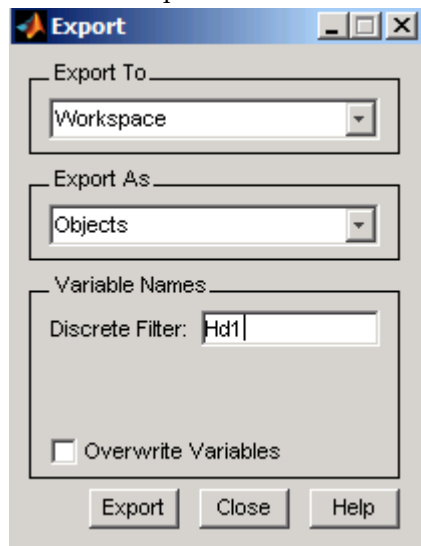 Export
Export To
Workspace
Export As
Objects
Variable Names
Discrete Filter: Hd1
Overwrite Variables
Export Close Help